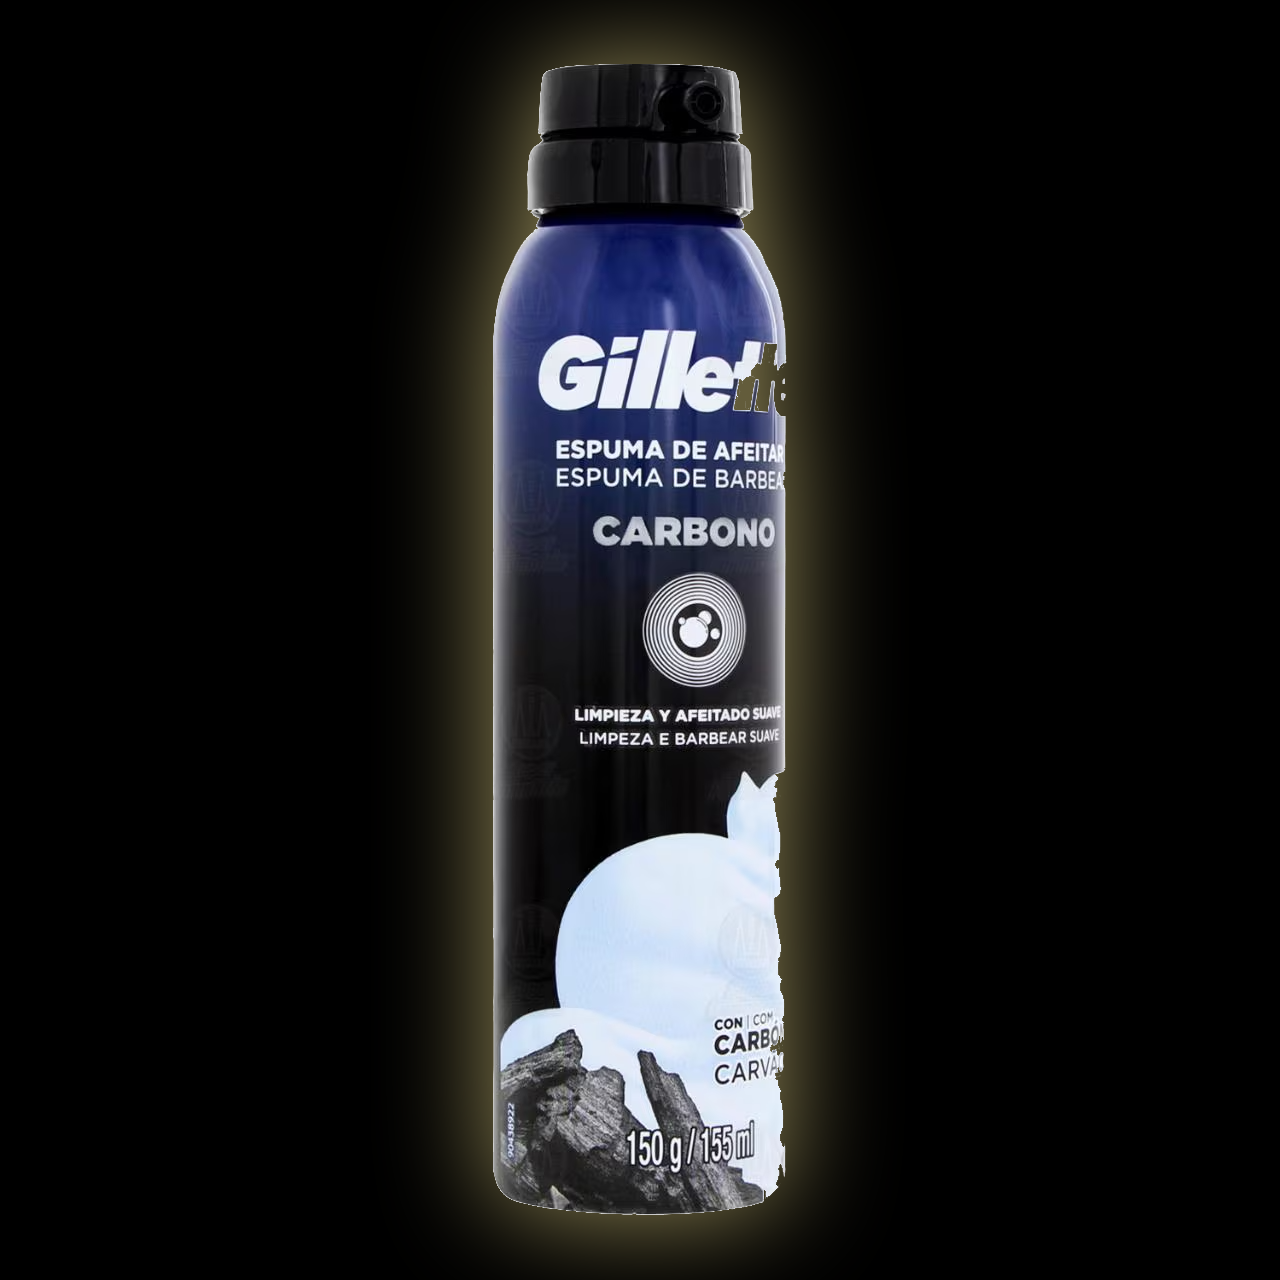 Gillette
ESPUMA DE AFEITAR
ESPUMA DE BARBEAR
CARBONO
LIMPIEZA Y AFEITADO SUAVE
LIMPEZA E BARBEAR SUAVE
CON | COM
150 g / 155 ml
90438922